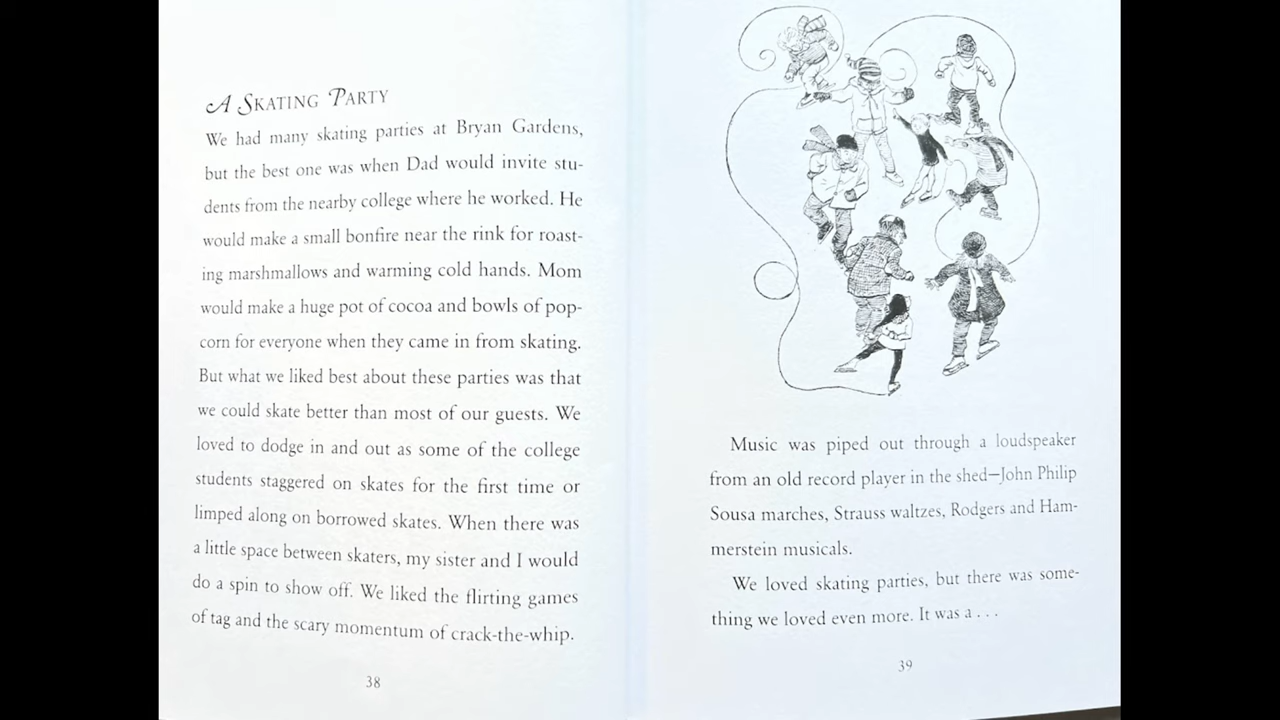 A SKATING PARTY
We had many skating parties at Bryan Gardens,
but the best one was when Dad would invite stu-
dents from the nearby college where he worked. He
would make a small bonfire near the rink for roast-
ing marshmallows and warming cold hands. Mom
would make a huge pot of cocoa and bowls of pop-
corn for everyone when they came in from skating.
But what we liked best about these parties was that
we could skate better than most of our guests. We
loved to dodge in and out as some of the college
students staggered on skates for the first time or
limped along on borrowed skates. When there was
a little space between skaters, my sister and I would
do a spin to show off. We liked the flirting games
of tag and the scary momentum of crack-the-whip.
38
Music was piped out through a loudspeaker
from an old record player in the shed—John Philip
Sousa marches, Strauss waltzes, Rodgers and Ham-
merstein musicals.
We loved skating parties, but there was some-
thing we loved even more. It was a . . .
39